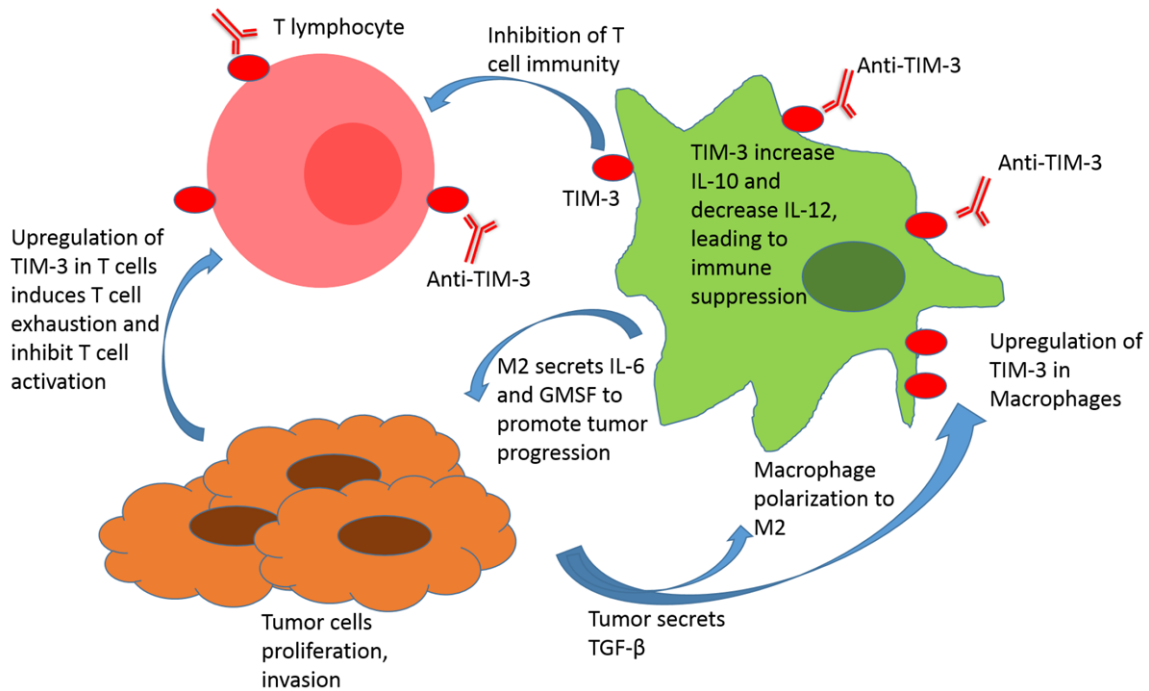 T lymphocyte
Inhibition of T
cell immunity
Anti-TIM-3
TIM-3 increase
IL-10 and
decrease IL-12,
leading to
immune
suppression
Anti-TIM-3
TIM-3
Upregulation of
TIM-3 in T cells
induces T cell
exhaustion and
inhibit T cell
activation
Anti-TIM-3
M2 secrets IL-6
and GMSF to
promote tumor
progression
Upregulation of
TIM-3 in
Macrophages
Macrophage
polarization to
M2
Tumor cells
proliferation,
invasion
Tumor secrets
TGF-β